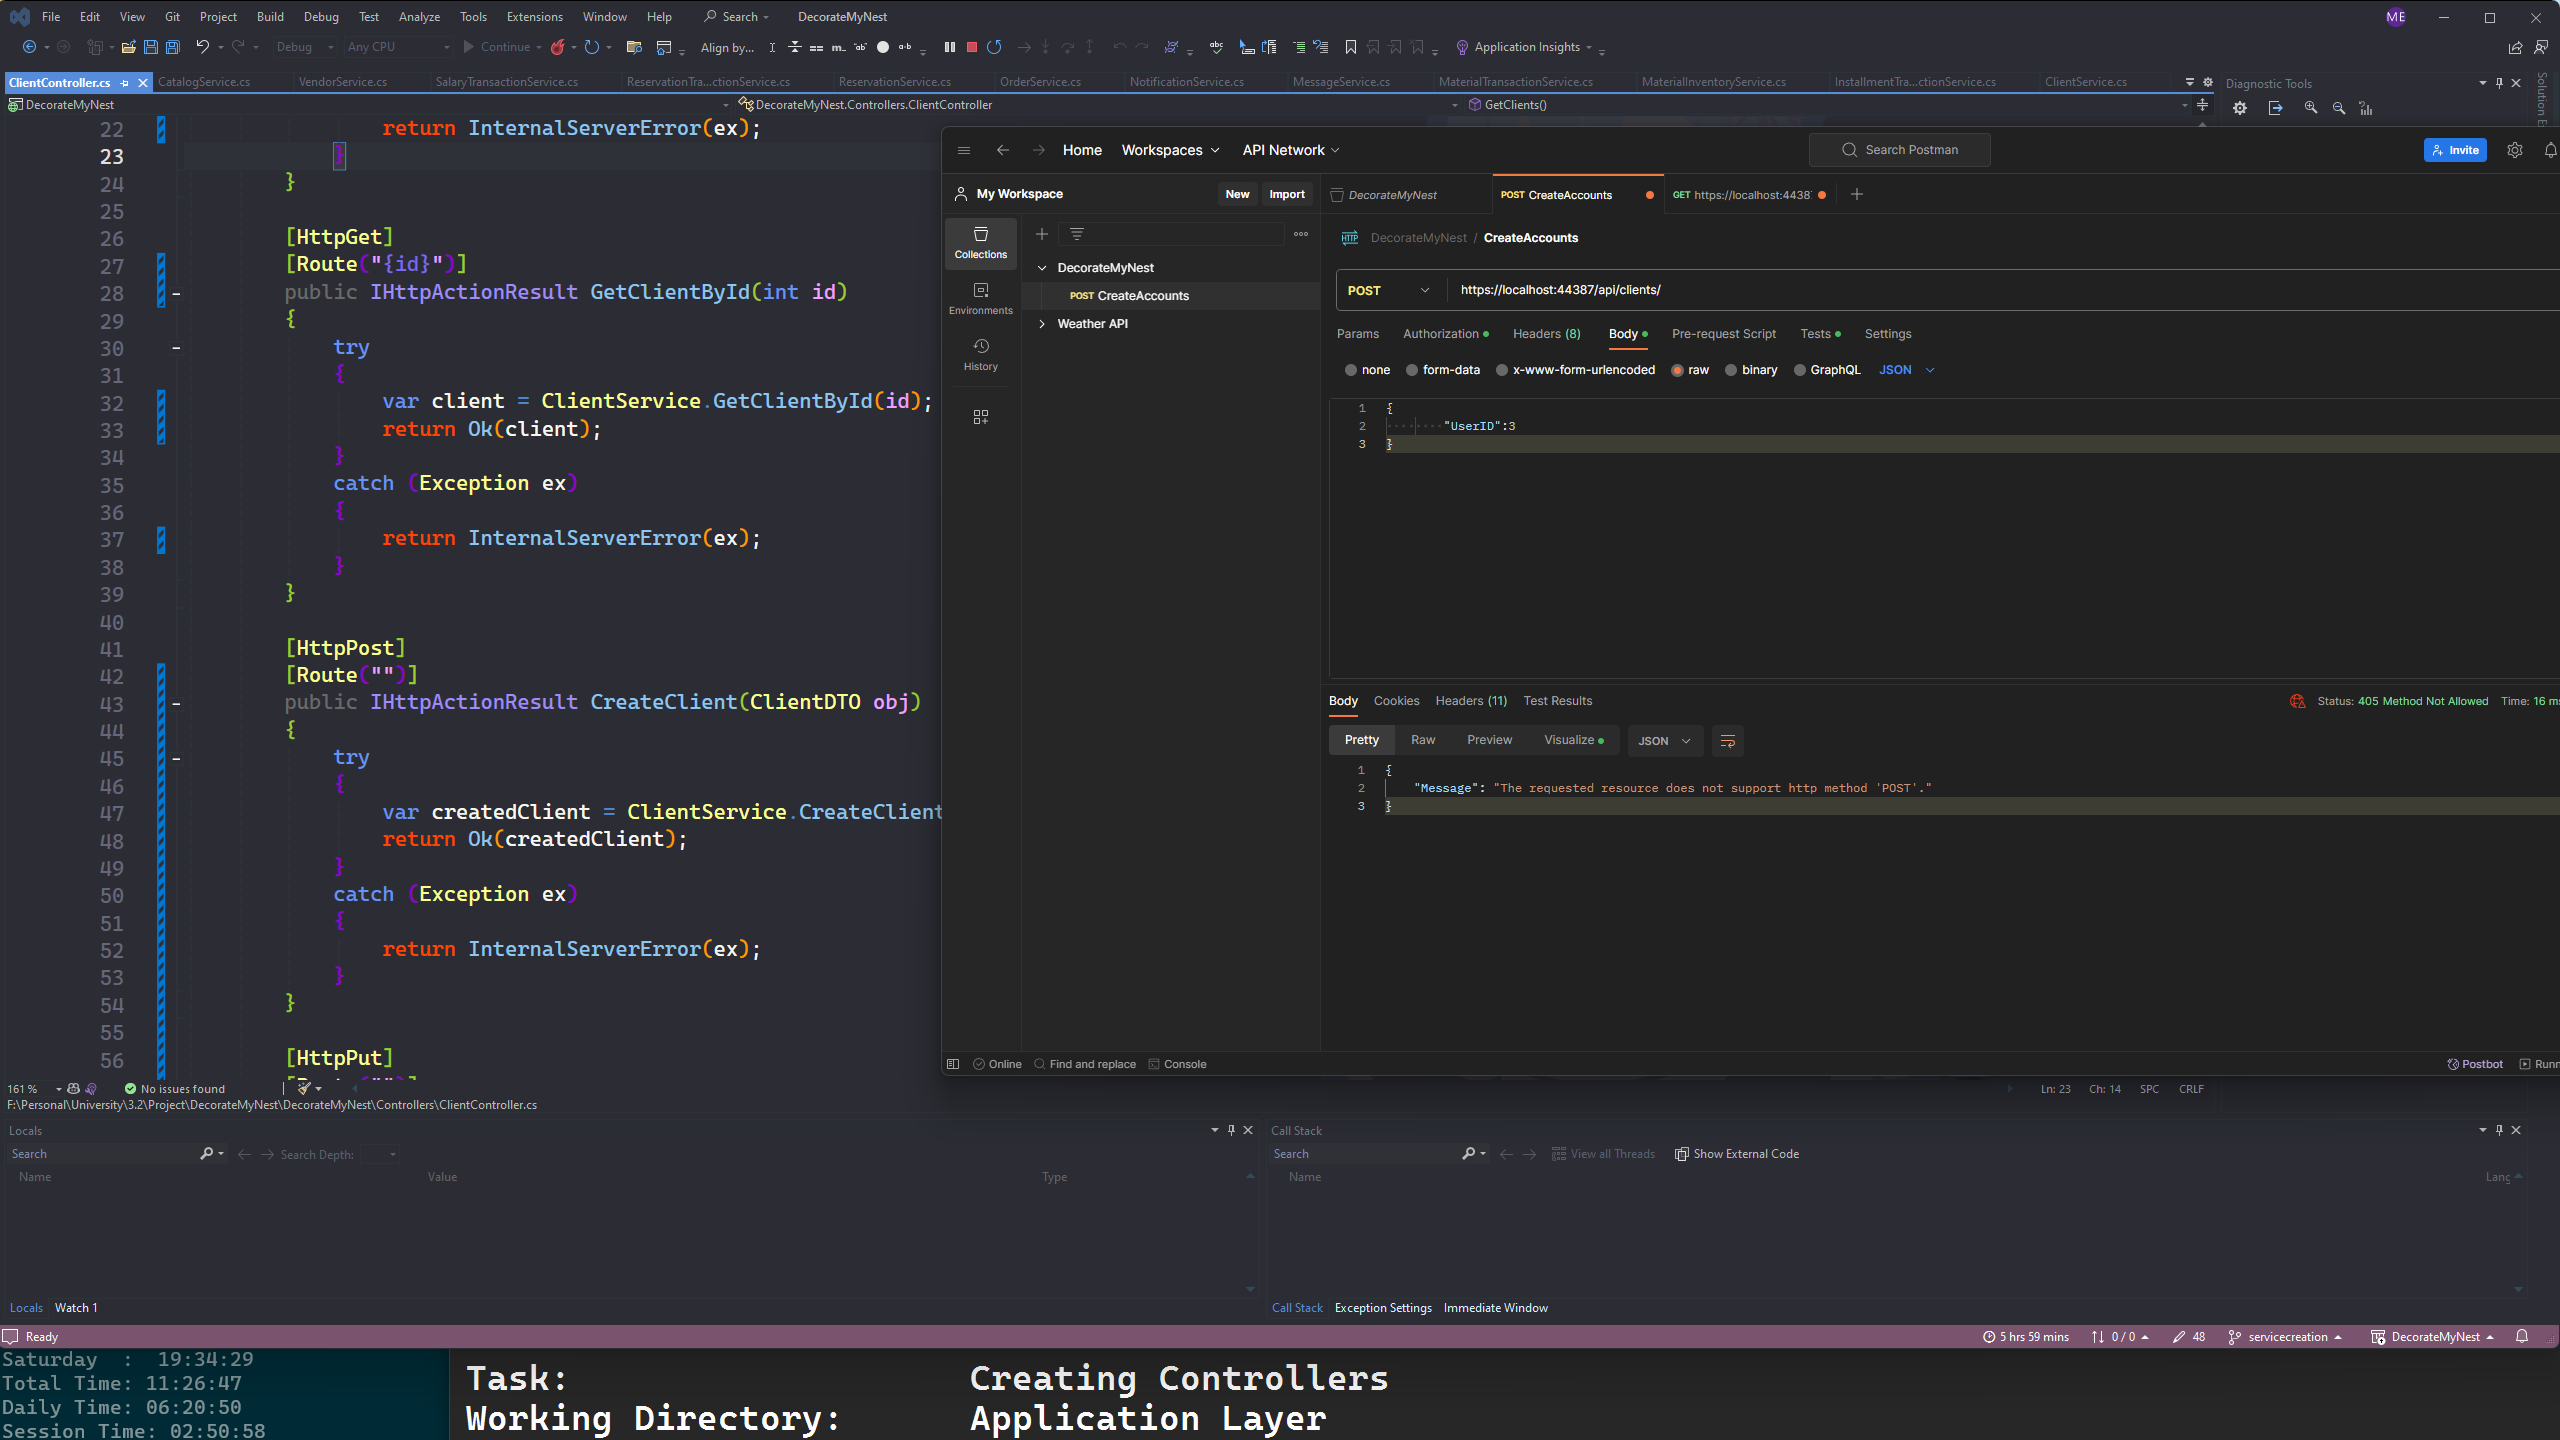 File Edit View Git Project Build Debug Test Analyze Tools Extensions Window Help Search DecorateMyNest ME
Debug Any CPU Continue Align by... Application Insights
ClientController.cs CatalogService.cs VendorService.cs SalaryTransactionService.cs ReservationTra...ctionService.cs ReservationService.cs OrderService.cs NotificationService.cs MessageService.cs MaterialTransactionService.cs MaterialInventoryService.cs InstallmentTra...ctionService.cs ClientService.cs Diagnostic Tools
DecorateMyNest DecorateMyNest.Controllers.ClientController GetClients()
22 return InternalServerError(ex);
23 }
24 }
25
26 [HttpGet]
27 [Route("{id}")]
28 public IHttpActionResult GetClientById(int id)
29 {
30 try
31 {
32 var client = ClientService.GetClientById(id);
33 return Ok(client);
34 }
35 catch (Exception ex)
36 {
37 return InternalServerError(ex);
38 }
39 }
40
41 [HttpPost]
42 [Route("")]
43 public IHttpActionResult CreateClient(ClientDTO obj)
44 {
45 try
46 {
47 var createdClient = ClientService.CreateClient
48 return Ok(createdClient);
49 }
50 catch (Exception ex)
51 {
52 return InternalServerError(ex);
53 }
54 }
55
56 [HttpPut]
Home Workspaces API Network Search Postman Invite
My Workspace New Import DecorateMyNest POST CreateAccounts GET https://localhost:4438
Collections
Environments
History
DecorateMyNest
POST CreateAccounts
Weather API
HTTP DecorateMyNest / CreateAccounts
POST https://localhost:44387/api/clients/
Params Authorization Headers (8) Body Pre-request Script Tests Settings
none form-data x-www-form-urlencoded raw binary GraphQL JSON
1 {
2 "UserID":3
3 }
Body Cookies Headers (11) Test Results Status: 405 Method Not Allowed Time: 16 ms
Pretty Raw Preview Visualize JSON
1 {
2 "Message": "The requested resource does not support http method 'POST'."
3 }
Online Find and replace Console Postbot Runn
161 % No issues found Ln: 23 Ch: 14 SPC CRLF
F:\Personal\University\3.2\Project\DecorateMyNest\DecorateMyNest\Controllers\ClientController.cs
Locals
Search Search Depth:
Name Value Type
Locals Watch 1
Call Stack
Search View all Threads Show External Code
Name Lang
Call Stack Exception Settings Immediate Window
Ready 5 hrs 59 mins 0 / 0 48 servicecreation DecorateMyNest
Saturday : 19:34:29
Total Time: 11:26:47
Daily Time: 06:20:50
Session Time: 02:50:58
Task: Creating Controllers
Working Directory: Application Layer